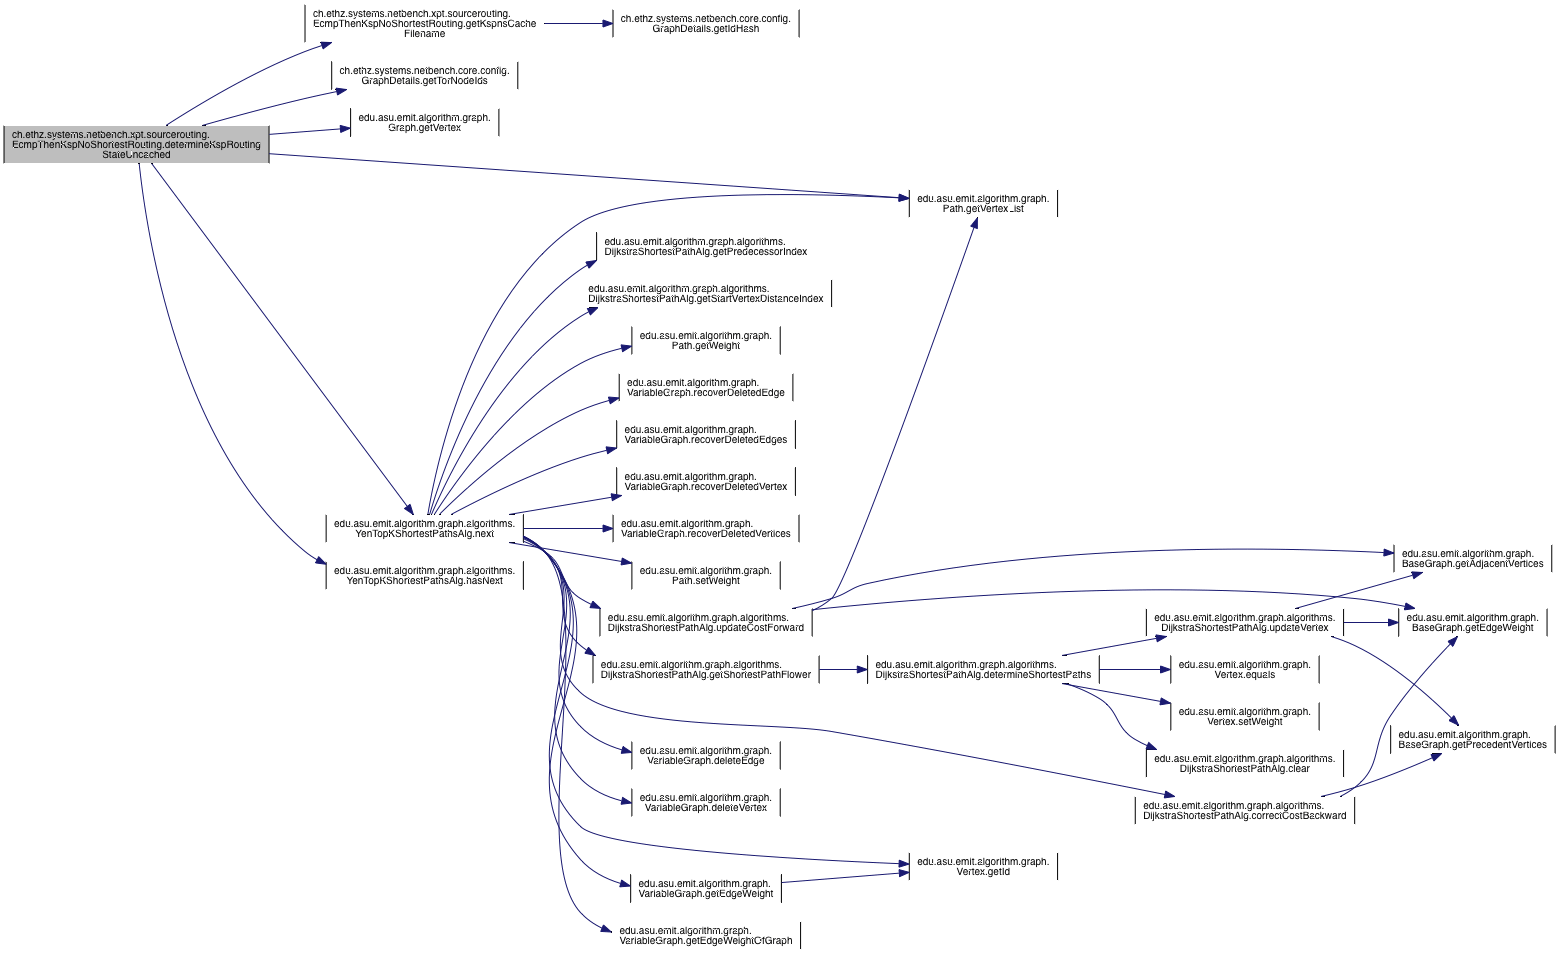 ch.ethz.systems.netbench.xpt.sourcerouting.
EcmpThenKspNoShortestRouting.getKspnsCache
Filename
ch.ethz.systems.netbench.core.config.
GraphDetails.getIdHash
ch.ethz.systems.netbench.core.config.
GraphDetails.getTorNodeIds
edu.asu.emit.algorithm.graph.
Graph.getVertex
ch.ethz.systems.netbench.xpt.sourcerouting.
EcmpThenKspNoShortestRouting.determineKspRouting
StateUncached
edu.asu.emit.algorithm.graph.
Path.getVertexList
edu.asu.emit.algorithm.graph.algorithms.
DijkstraShortestPathAlg.getPredecessorIndex
edu.asu.emit.algorithm.graph.algorithms.
DijkstraShortestPathAlg.getStartVertexDistanceIndex
edu.asu.emit.algorithm.graph.
Path.getWeight
edu.asu.emit.algorithm.graph.
VariableGraph.recoverDeletedEdge
edu.asu.emit.algorithm.graph.
VariableGraph.recoverDeletedEdges
edu.asu.emit.algorithm.graph.
VariableGraph.recoverDeletedVertex
edu.asu.emit.algorithm.graph.algorithms.
YenTopKShortestPathsAlg.next
edu.asu.emit.algorithm.graph.
VariableGraph.recoverDeletedVertices
edu.asu.emit.algorithm.graph.algorithms.
YenTopKShortestPathsAlg.hasNext
edu.asu.emit.algorithm.graph.
Path.setWeight
edu.asu.emit.algorithm.graph.
BaseGraph.getAdjacentVertices
edu.asu.emit.algorithm.graph.algorithms.
DijkstraShortestPathAlg.updateCostForward
edu.asu.emit.algorithm.graph.algorithms.
DijkstraShortestPathAlg.updateVertex
edu.asu.emit.algorithm.graph.
BaseGraph.getEdgeWeight
edu.asu.emit.algorithm.graph.algorithms.
DijkstraShortestPathAlg.getShortestPathFlower
edu.asu.emit.algorithm.graph.algorithms.
DijkstraShortestPathAlg.determineShortestPaths
edu.asu.emit.algorithm.graph.
Vertex.equals
edu.asu.emit.algorithm.graph.
Vertex.setWeight
edu.asu.emit.algorithm.graph.
BaseGraph.getPrecedentVertices
edu.asu.emit.algorithm.graph.
VariableGraph.deleteEdge
edu.asu.emit.algorithm.graph.algorithms.
DijkstraShortestPathAlg.clear
edu.asu.emit.algorithm.graph.
VariableGraph.deleteVertex
edu.asu.emit.algorithm.graph.algorithms.
DijkstraShortestPathAlg.correctCostBackward
edu.asu.emit.algorithm.graph.
Vertex.getId
edu.asu.emit.algorithm.graph.
VariableGraph.getEdgeWeight
edu.asu.emit.algorithm.graph.
VariableGraph.getEdgeWeightOfGraph